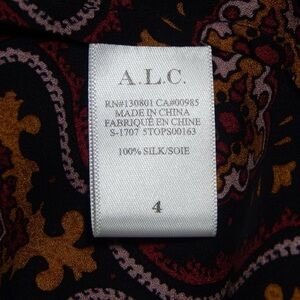 A.L.C.
RN#130801 CA#00985
MADE IN CHINA
FABRIQUÉ EN CHINE
S-1707 5TOPS00163
100% SILK/SOIE
4